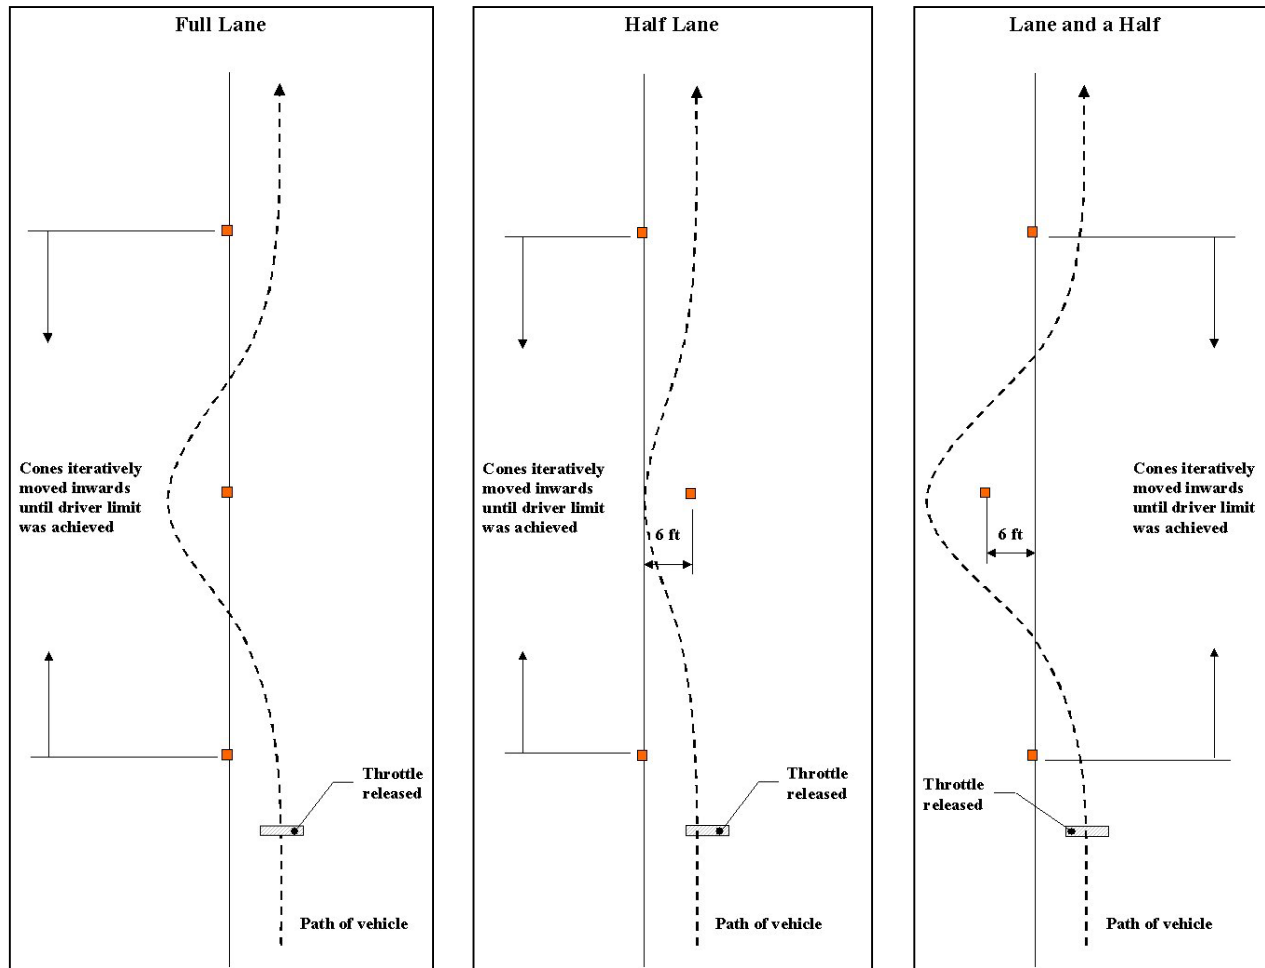 Full Lane
Cones iteratively
moved inwards
until driver limit
was achieved
Throttle
released
Path of vehicle
Half Lane
Cones iteratively
moved inwards
until driver limit
was achieved
6 ft
Throttle
released
Path of vehicle
Lane and a Half
6 ft
Cones iteratively
moved inwards
until driver limit
was achieved
Throttle
released
Path of vehicle